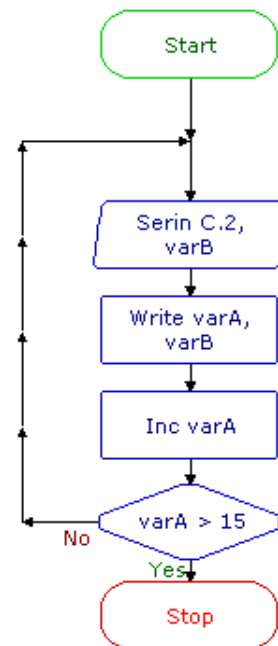 Start
Serin C.2,
varB
Write varA,
varB
Inc varA
varA > 15
No
Yes
Stop